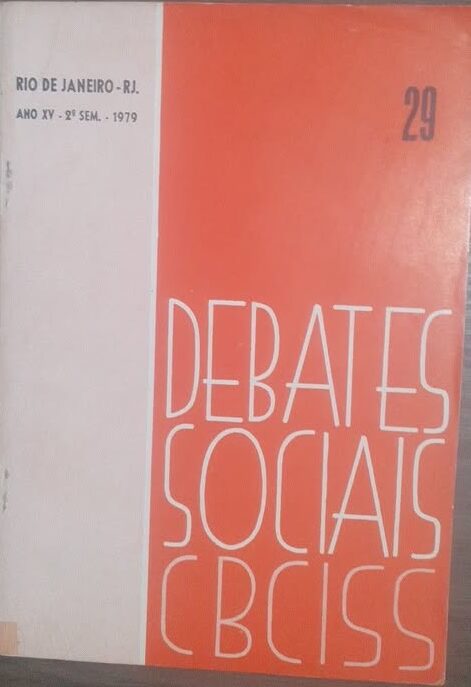 RIO DE JANEIRO - RJ.
ANO XV - 2º SEM. - 1979
29
DEBATES
SOCIAIS
CBCISS